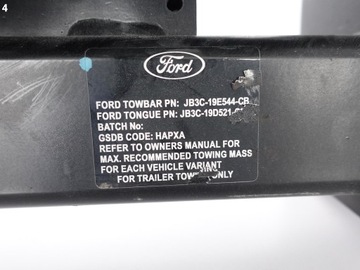 4
Ford
FORD TOWBAR PN: JB3C-19E544-CB
FORD TONGUE PN: JB3C-19D521-
BATCH No:
GSDB CODE: HAPXA
REFER TO OWNERS MANUAL FOR
MAX. RECOMMENDED TOWING MASS
FOR EACH VEHICLE VARIANT
FOR TRAILER TOWING ONLY